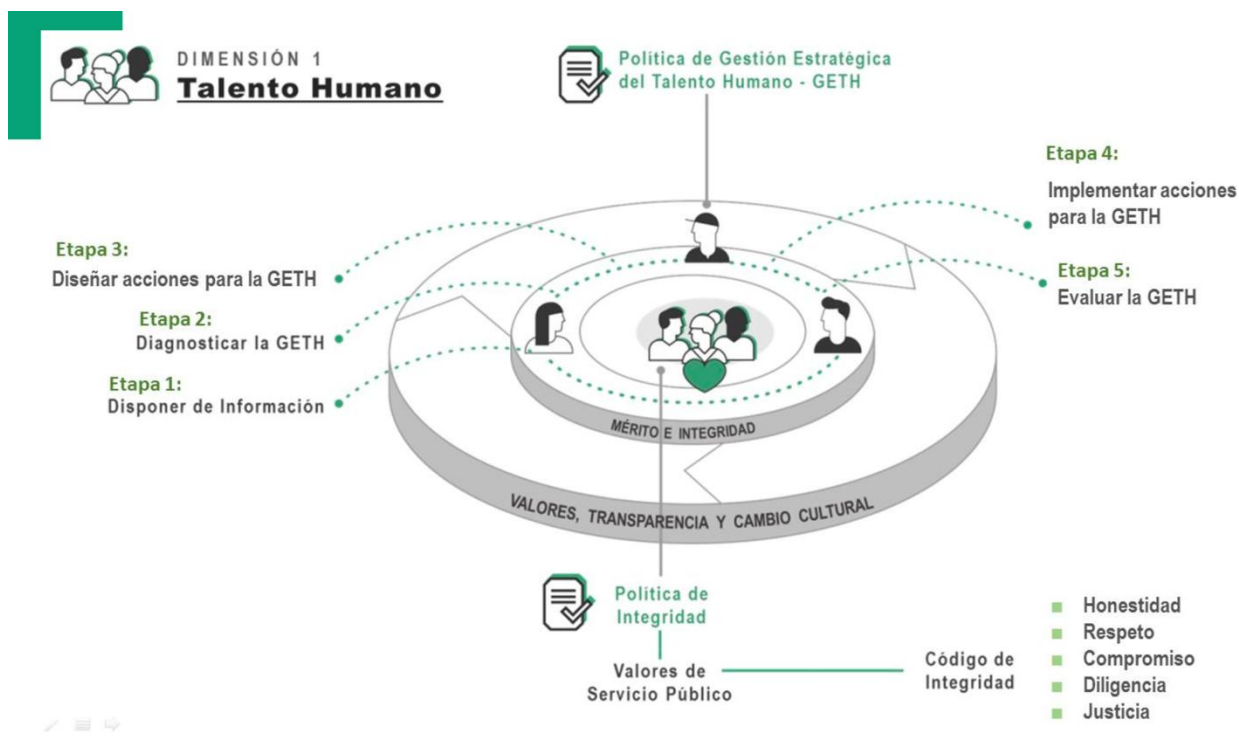 DIMENSIÓN 1
Talento Humano
Política de Gestión Estratégica
del Talento Humano - GETH
Etapa 4:
Implementar acciones
para la GETH
Etapa 3:
Diseñar acciones para la GETH
Etapa 5:
Evaluar la GETH
Etapa 2:
Diagnosticar la GETH
Etapa 1:
Disponer de Información
MÉRITO E INTEGRIDAD
VALORES, TRANSPARENCIA Y CAMBIO CULTURAL
Política de
Integridad
Valores de
Servicio Público
Código de
Integridad
Honestidad
Respeto
Compromiso
Diligencia
Justicia